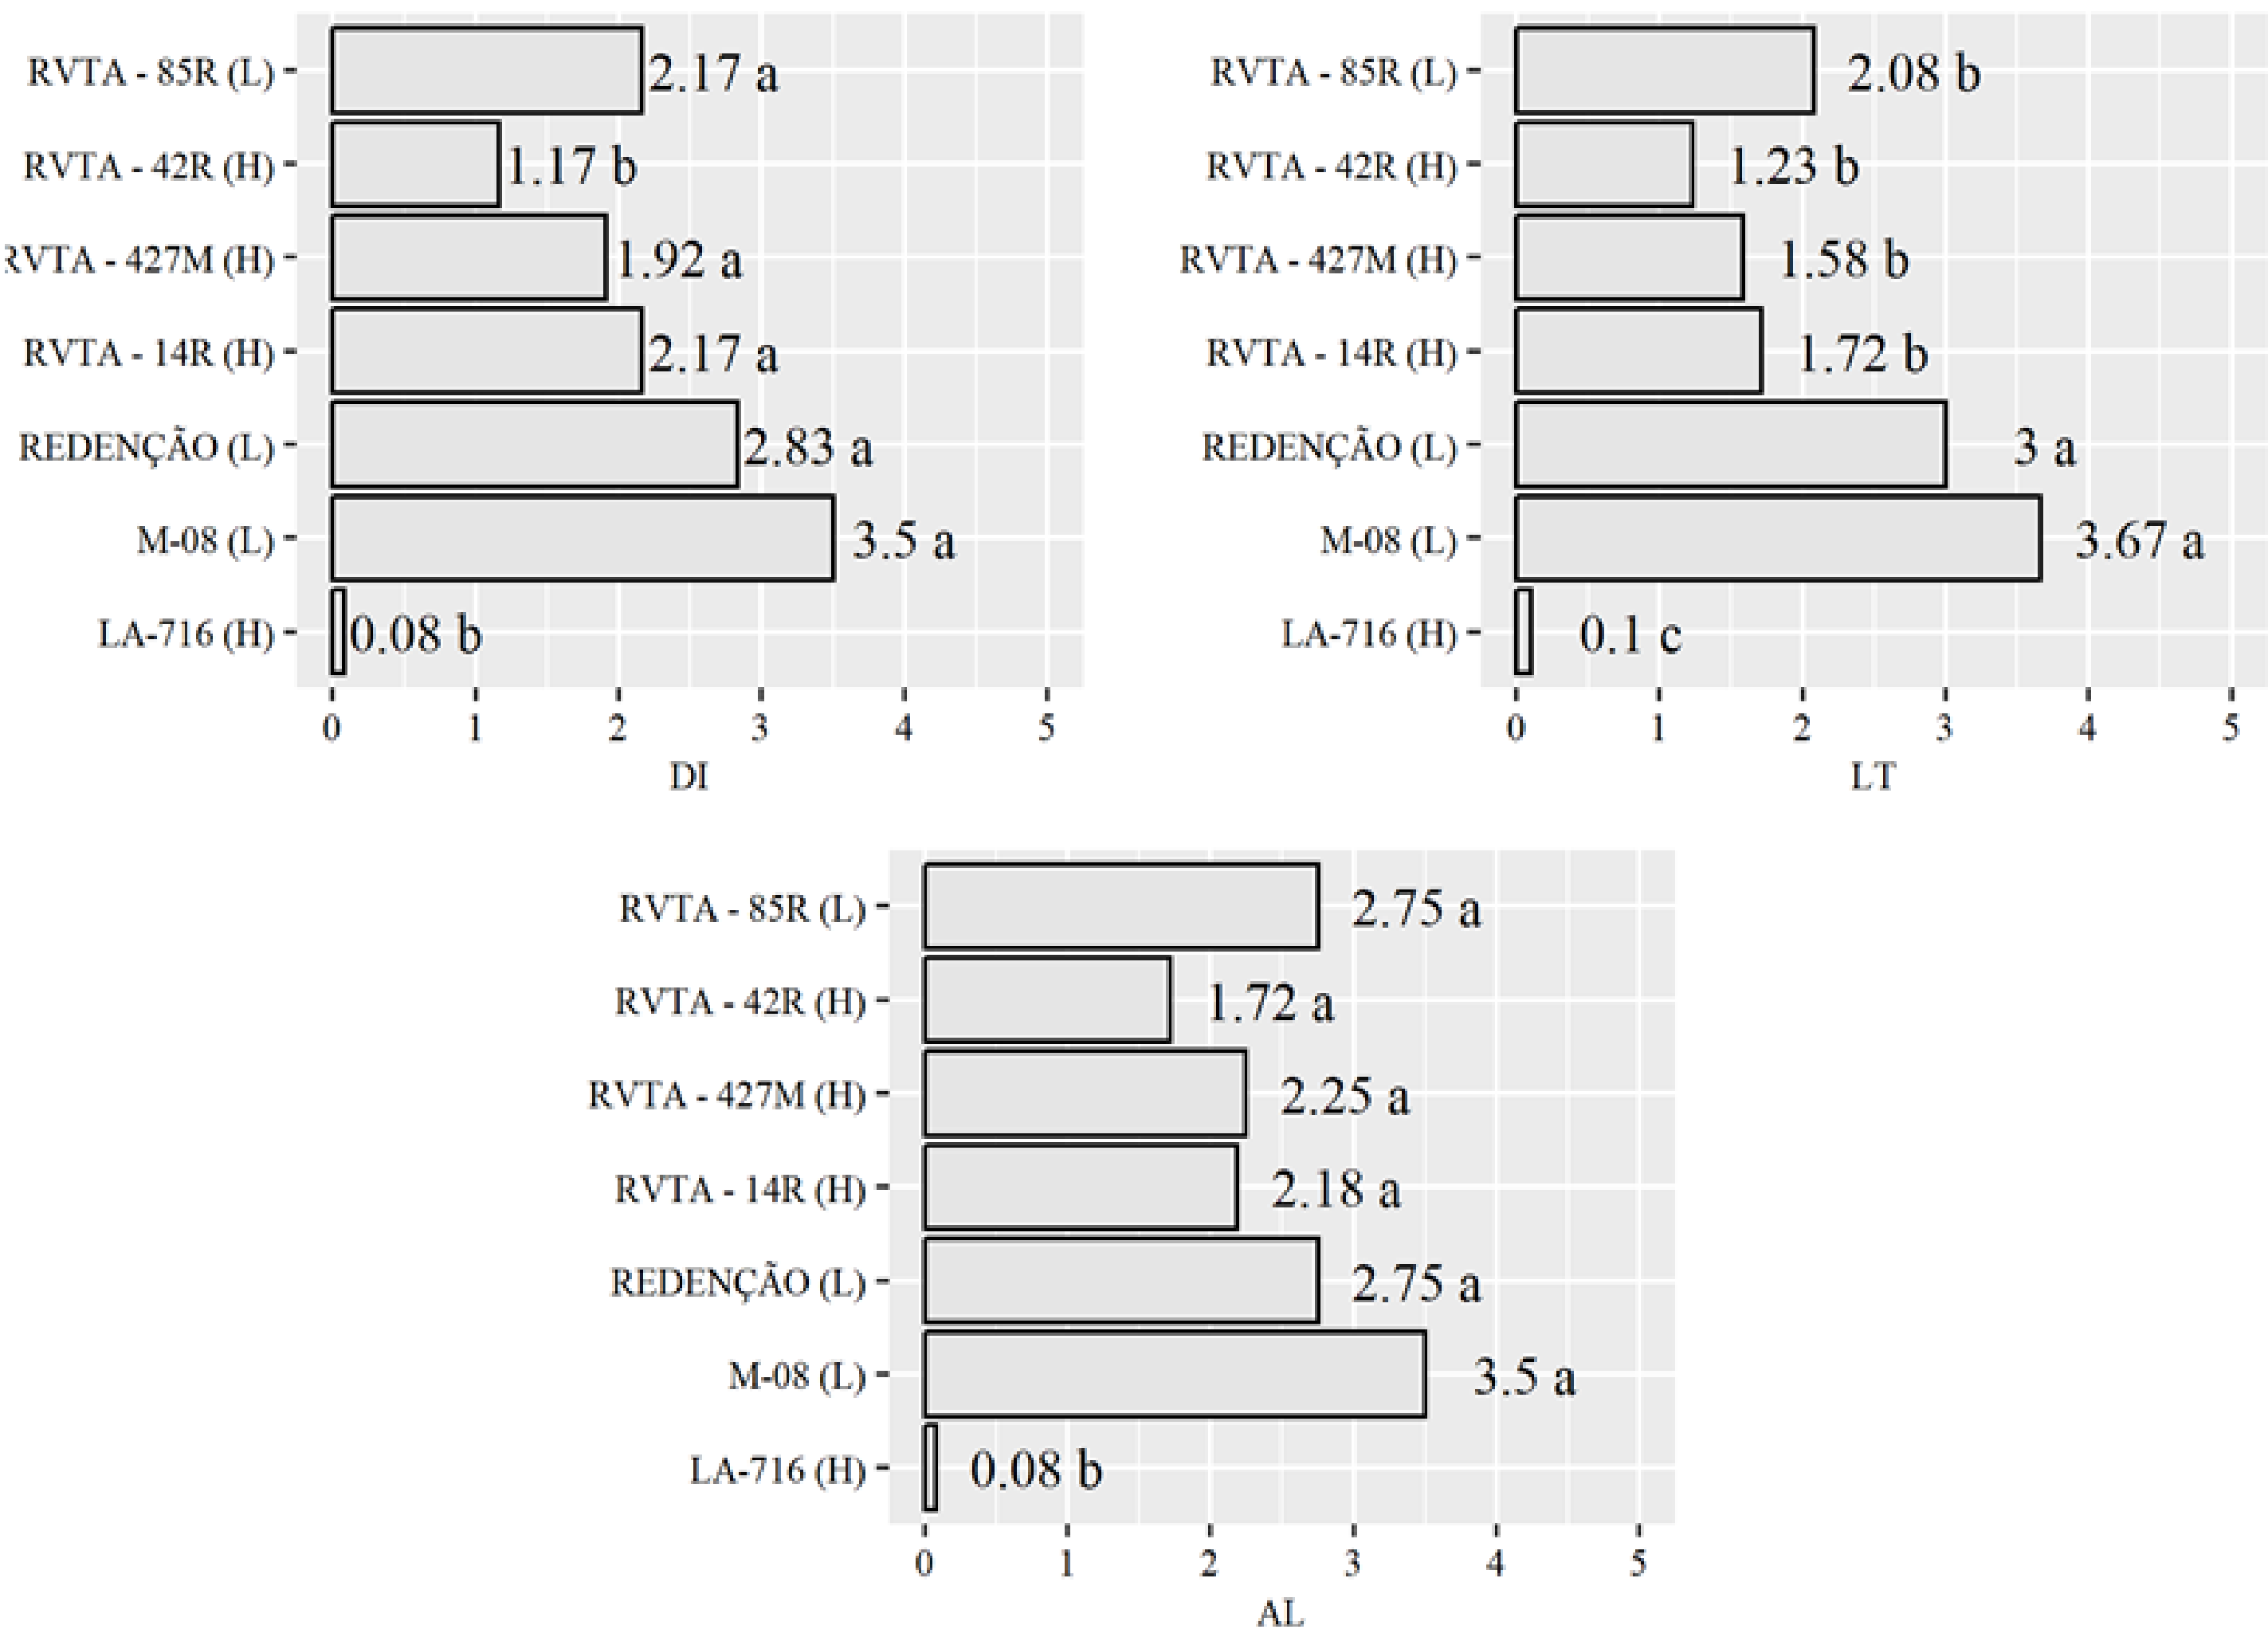 RVTA - 85R (L) 2.17 a
RVTA - 42R (H) 1.17 b
RVTA - 427M (H) 1.92 a
RVTA - 14R (H) 2.17 a
REDENÇÃO (L) 2.83 a
M-08 (L) 3.5 a
LA-716 (H) 0.08 b
0 1 2 3 4 5
DI
RVTA - 85R (L) 2.08 b
RVTA - 42R (H) 1.23 b
RVTA - 427M (H) 1.58 b
RVTA - 14R (H) 1.72 b
REDENÇÃO (L) 3 a
M-08 (L) 3.67 a
LA-716 (H) 0.1 c
0 1 2 3 4 5
LT
RVTA - 85R (L) 2.75 a
RVTA - 42R (H) 1.72 a
RVTA - 427M (H) 2.25 a
RVTA - 14R (H) 2.18 a
REDENÇÃO (L) 2.75 a
M-08 (L) 3.5 a
LA-716 (H) 0.08 b
0 1 2 3 4 5
AL